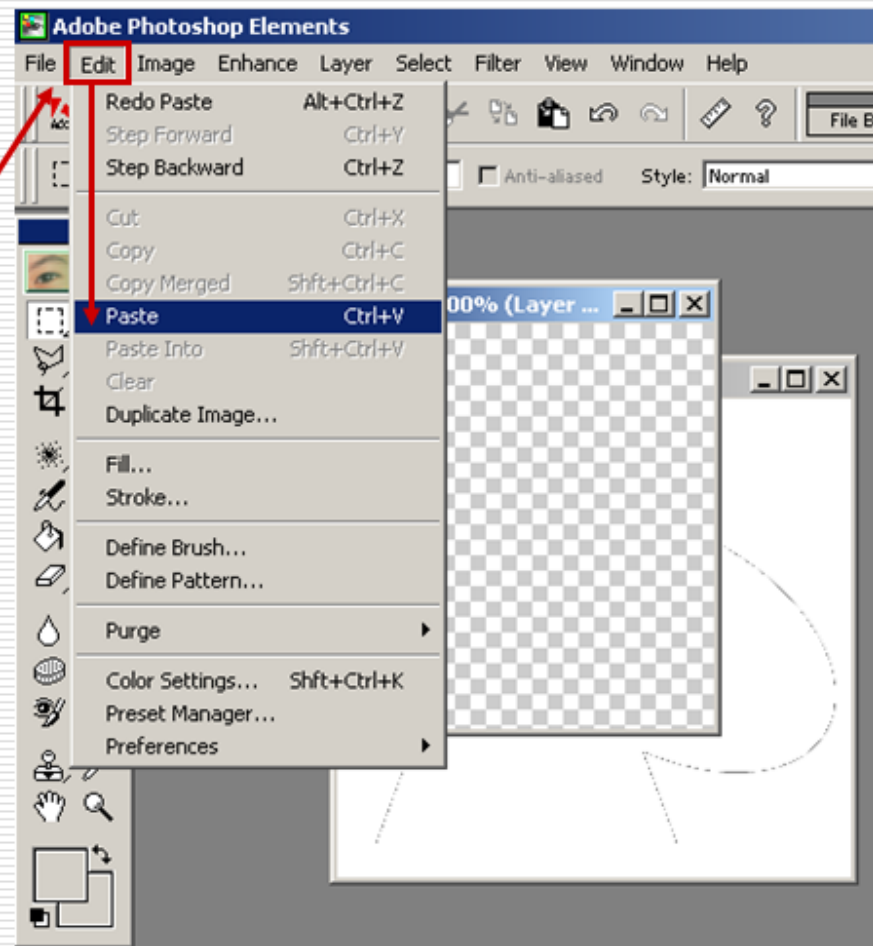 Adobe Photoshop Elements
File Edit Image Enhance Layer Select Filter View Window Help
File B
Anti-aliased Style: Normal
Redo Paste Alt+Ctrl+Z
Step Forward Ctrl+Y
Step Backward Ctrl+Z
Cut Ctrl+X
Copy Ctrl+C
Copy Merged Shft+Ctrl+C
Paste Ctrl+V
Paste Into Shft+Ctrl+V
Clear
Duplicate Image...
Fill...
Stroke...
Define Brush...
Define Pattern...
Purge
Color Settings... Shft+Ctrl+K
Preset Manager...
Preferences
00% (Layer ...